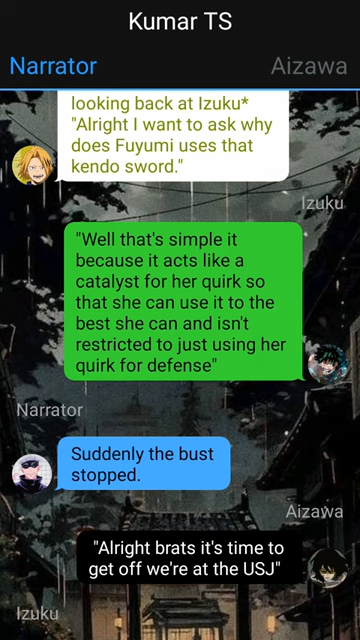 Kumar TS
Narrator
Aizawa
looking back at Izuku*
"Alright I want to ask why
does Fuyumi uses that
kendo sword."
Izuku
"Well that's simple it
because it acts like a
catalyst for her quirk so
that she can use it to the
best she can and isn't
restricted to just using her
quirk for defense"
Narrator
Suddenly the bust
stopped.
Aizawa
"Alright brats it's time to
get off we're at the USJ"
Izuku